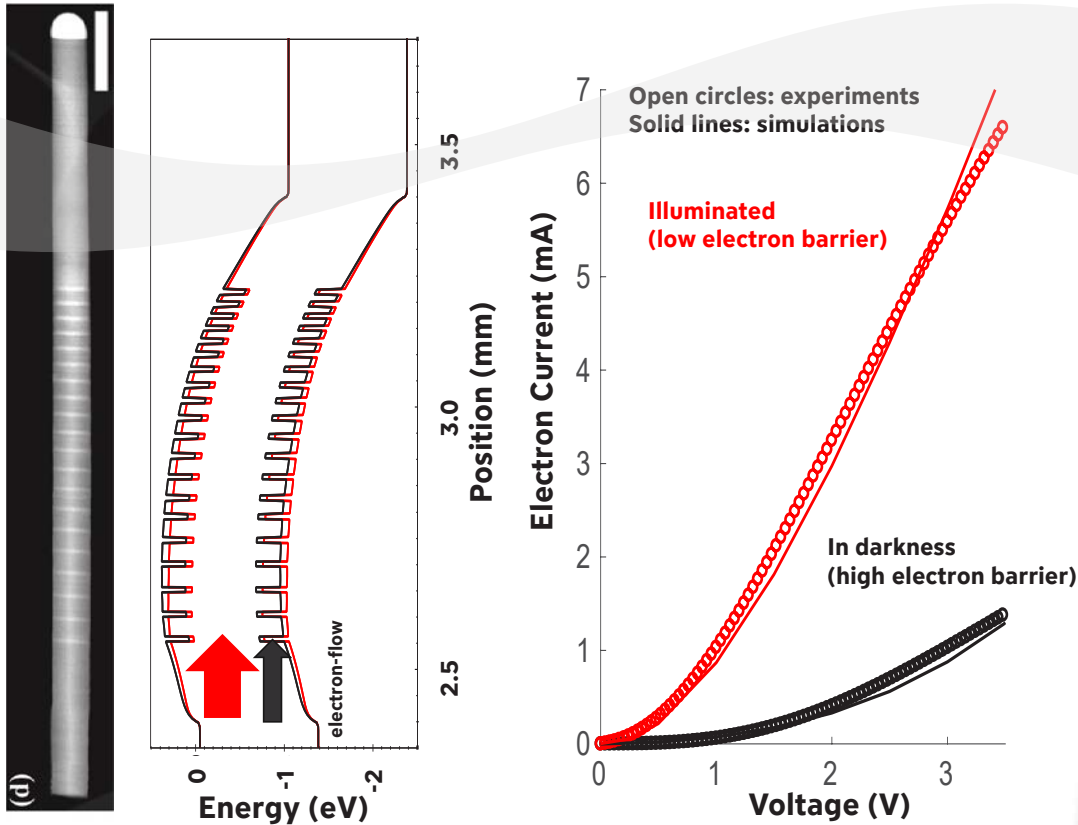 (d)
0
-1
-2
Energy (eV)
2.5
3.0
3.5
Position (mm)
electron-flow
7
6
5
4
3
2
1
0
Electron Current (mA)
Open circles: experiments
Solid lines: simulations
Illuminated
(low electron barrier)
In darkness
(high electron barrier)
0
1
2
3
Voltage (V)